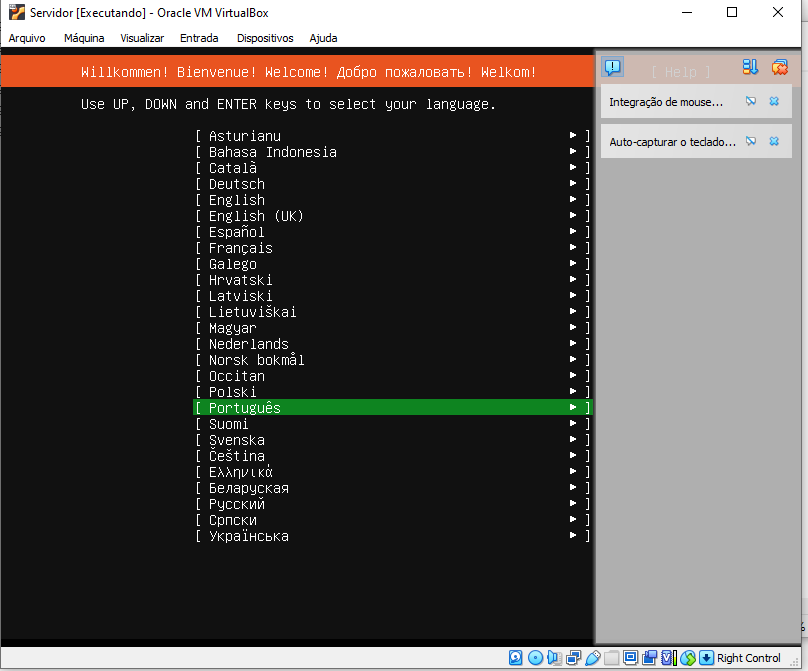 Servidor [Executando] - Oracle VM VirtualBox
Arquivo Máquina Visualizar Entrada Dispositivos Ajuda
Willkommen! Bienvenue! Welcome! Добро пожаловать! Welkom! [ Help ]
Use UP, DOWN and ENTER keys to select your language.
[ Asturianu ► ]
[ Bahasa Indonesia ► ]
[ Català ► ]
[ Deutsch ► ]
[ English ► ]
[ English (UK) ► ]
[ Español ► ]
[ Français ► ]
[ Galego ► ]
[ Hrvatski ► ]
[ Latviski ► ]
[ Lietuviškai ► ]
[ Magyar ► ]
[ Nederlands ► ]
[ Norsk bokmål ► ]
[ Occitan ► ]
[ Polski ► ]
[ Português ► ]
[ Suomi ► ]
[ Svenska ► ]
[ Čeština ► ]
[ Ελληνικά ► ]
[ Беларуская ► ]
[ Русский ► ]
[ Српски ► ]
[ Українська ► ]
Integração de mouse...
Auto-capturar o teclado...
Right Control